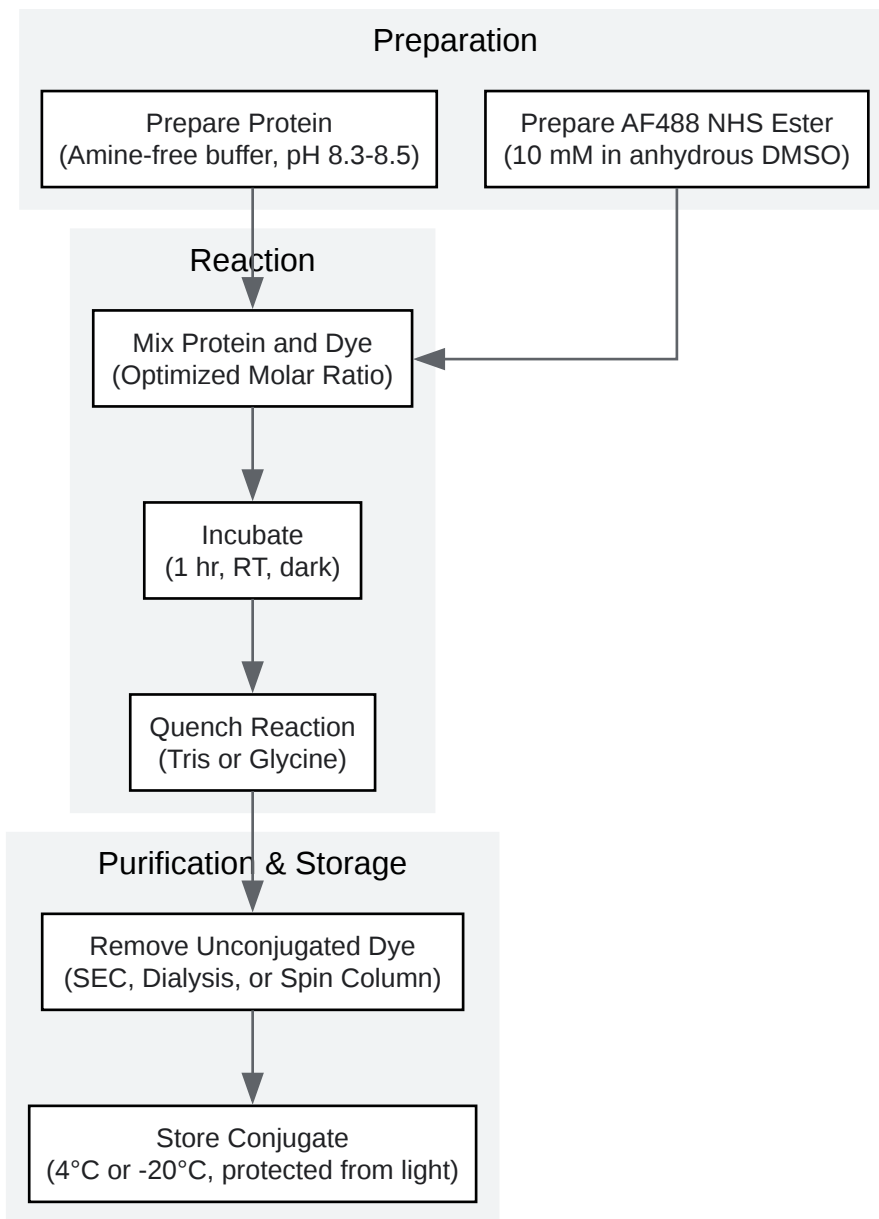 Preparation
Prepare Protein
(Amine-free buffer, pH 8.3-8.5)
Prepare AF488 NHS Ester
(10 mM in anhydrous DMSO)
Reaction
Mix Protein and Dye
(Optimized Molar Ratio)
Incubate
(1 hr, RT, dark)
Quench Reaction
(Tris or Glycine)
Purification & Storage
Remove Unconjugated Dye
(SEC, Dialysis, or Spin Column)
Store Conjugate
(4°C or -20°C, protected from light)